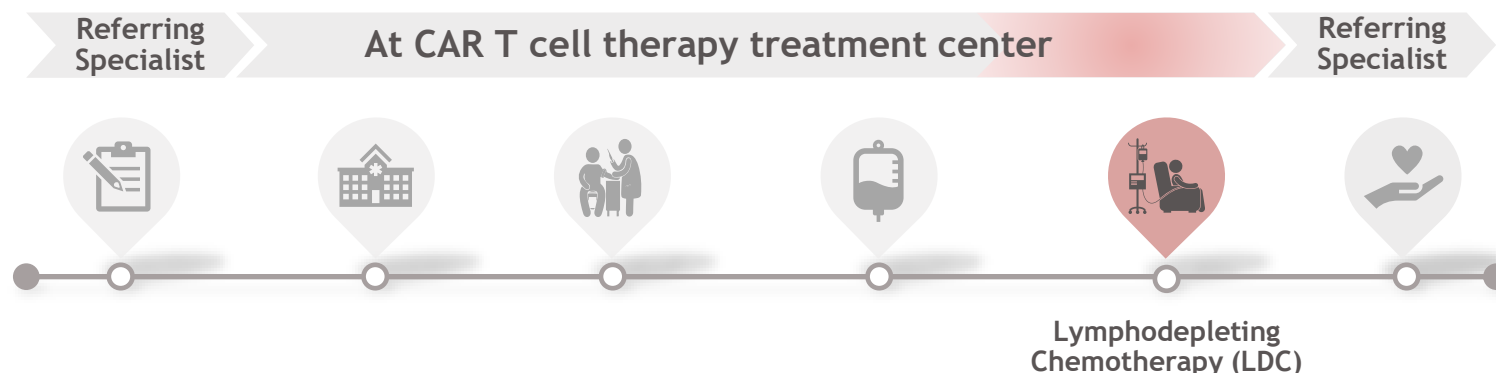 Referring
Specialist
At CAR T cell therapy treatment center
Referring
Specialist
Lymphodepleting
Chemotherapy (LDC)